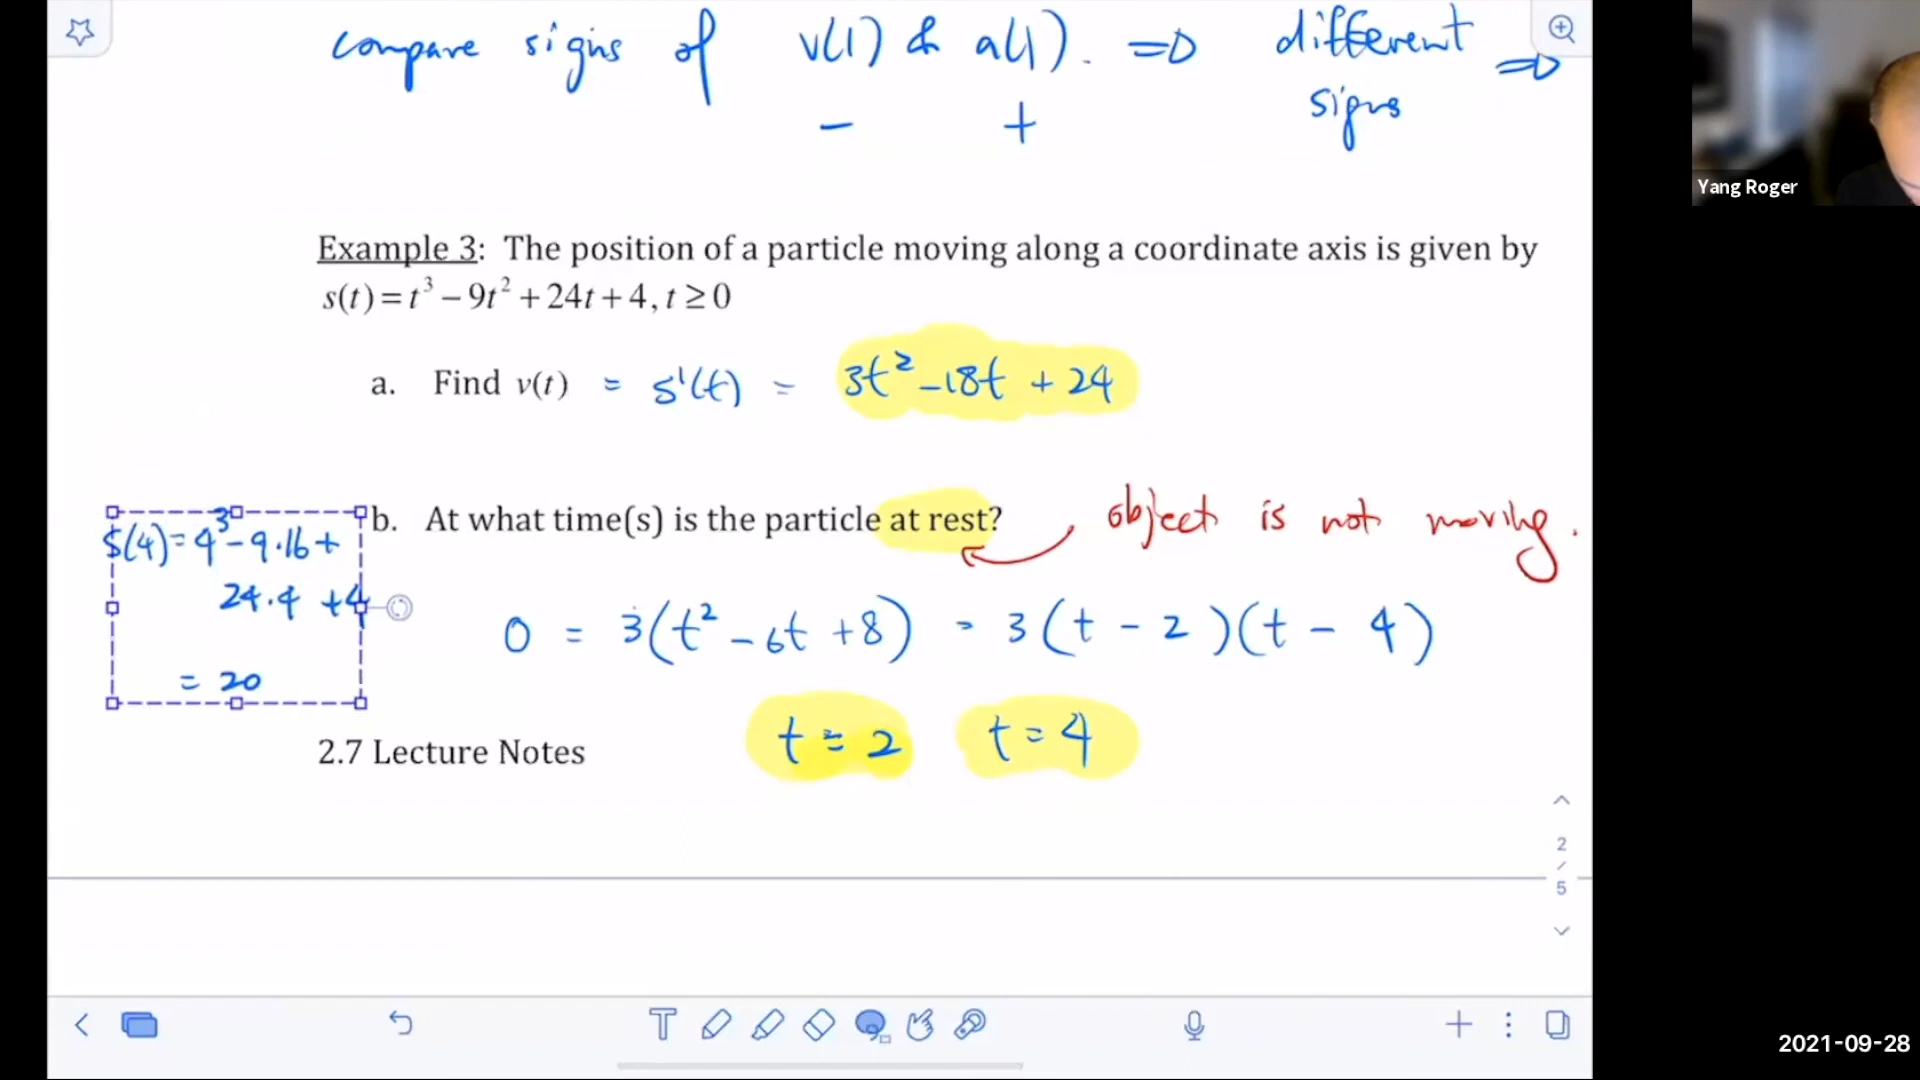 compare signs of v(1) & a(1). => different =>
- + signs
Yang Roger
Example 3: The position of a particle moving along a coordinate axis is given by
s(t)=t³−9t²+24t+4, t≥0
a. Find v(t) = s'(t) = 3t²−18t+24
b. At what time(s) is the particle at rest? object is not moving.
s(4)=4³−9·16+
24·4+4
= 20
0 = 3(t²−6t+8) = 3(t−2)(t−4)
t=2 t=4
2.7 Lecture Notes
2
/
5
T
2021-09-28